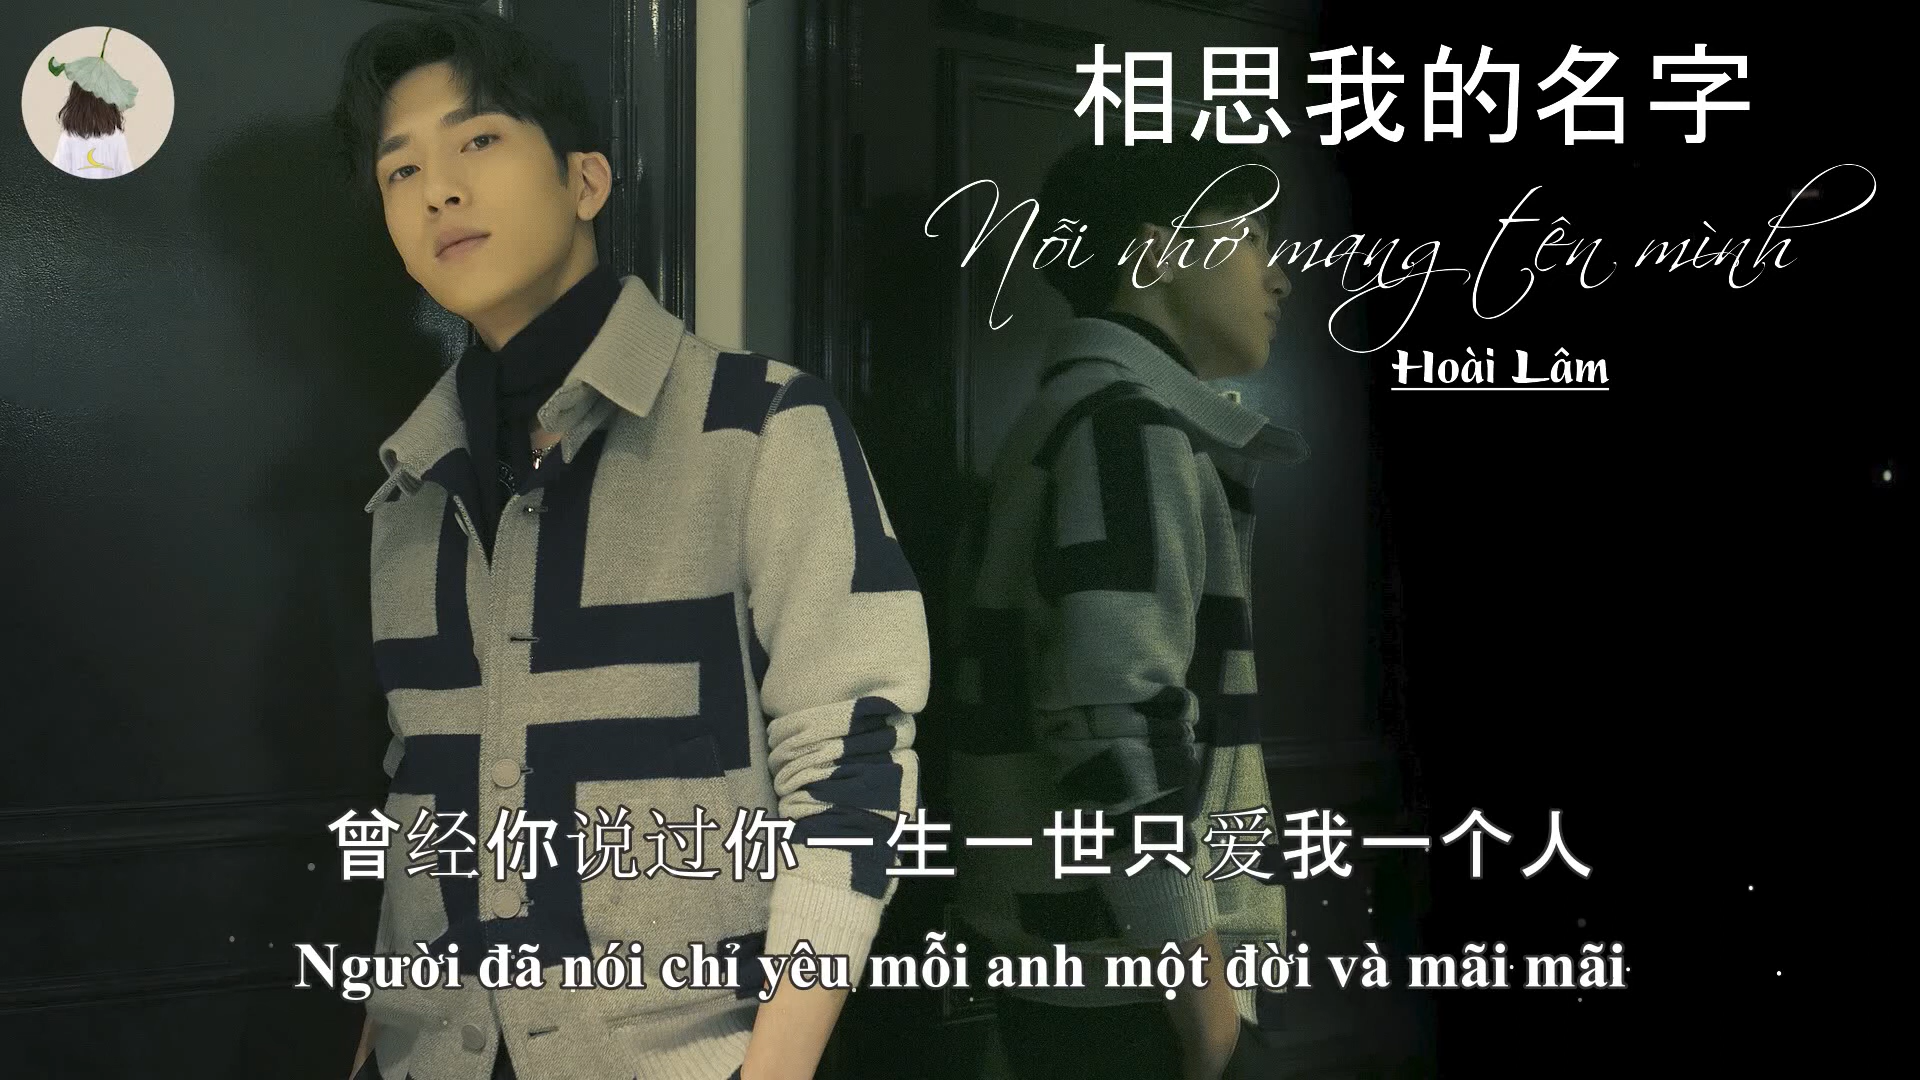 相思我的名字
Nỗi nhớ mang tên mình
Hoài Lâm
曾经你说过你一生一世只爱我一个人
Người đã nói chỉ yêu mỗi anh một đời và mãi mãi